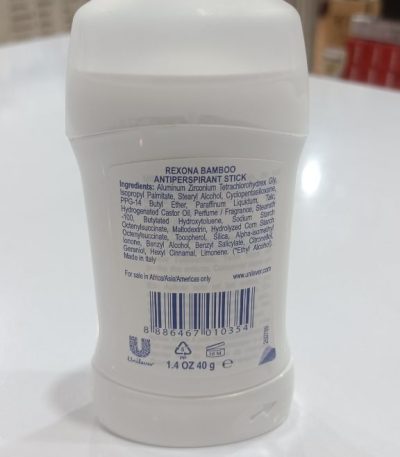 REXONA BAMBOO
ANTIPERSPIRANT STICK
Ingredients: Aluminum Zirconium Tetrachlorohydrex Gly,
Isopropyl Palmitate, Stearyl Alcohol, Cyclopentasiloxane,
PPG-14 Butyl Ether, Paraffinum Liquidum, Talc,
Hydrogenated Castor Oil, Perfume / Fragrance, Steareth
-100, Butylated Hydroxytoluene, Sodium Starch
Octenylsuccinate, Maltodextrin, Hydrolyzed Corn Starch
Octenylsuccinate, Tocopherol, Silica, Alpha-isomethyl
Ionone, Benzyl Alcohol, Benzyl Salicylate, Citronellol,
Geraniol, Hexyl Cinnamal, Limonene. (*Ethyl Alcohol).
Made in Italy
For sale in Africa/Asia/Americas only www.unilever.com
8 886467 010354
Unilever
PP
1.4 OZ 40 g e